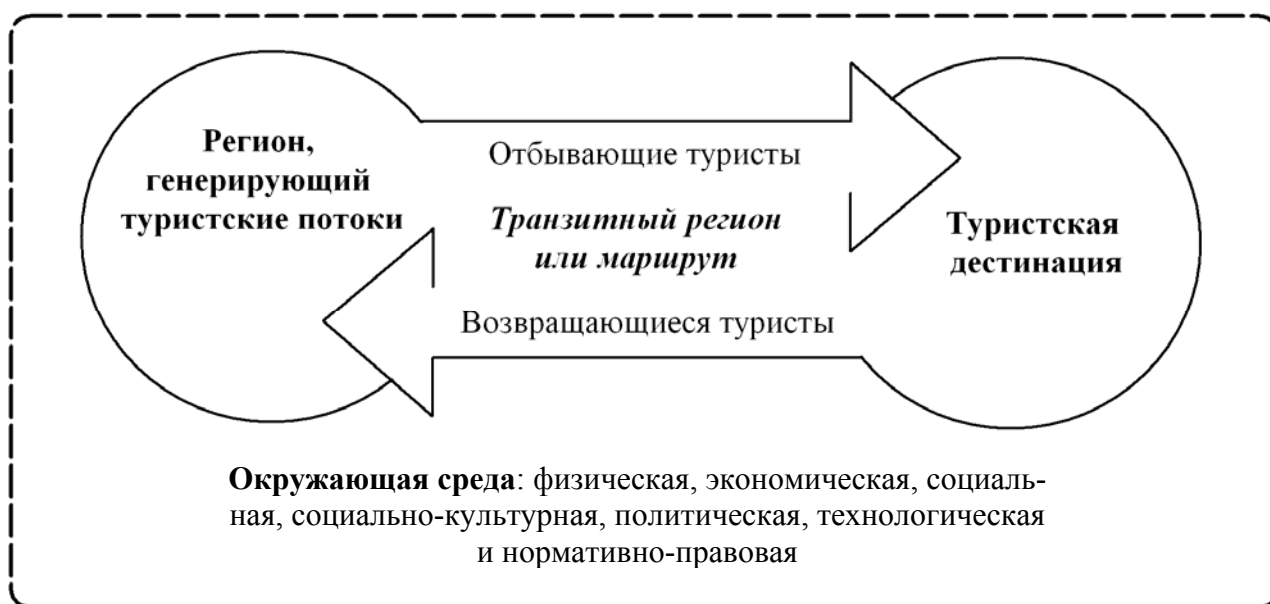 Регион,
генерирующий
туристские потоки
Отбывающие туристы
Транзитный регион
или маршрут
Возвращающиеся туристы
Туристская
дестинация
Окружающая среда: физическая, экономическая, социаль-
ная, социально-культурная, политическая, технологическая
и нормативно-правовая